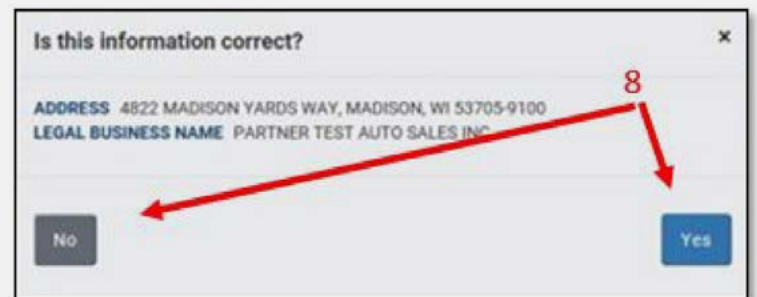 Is this information correct? ×
8
ADDRESS 4822 MADISON YARDS WAY, MADISON, WI 53705-9100
LEGAL BUSINESS NAME PARTNER TEST AUTO SALES INC
No
Yes